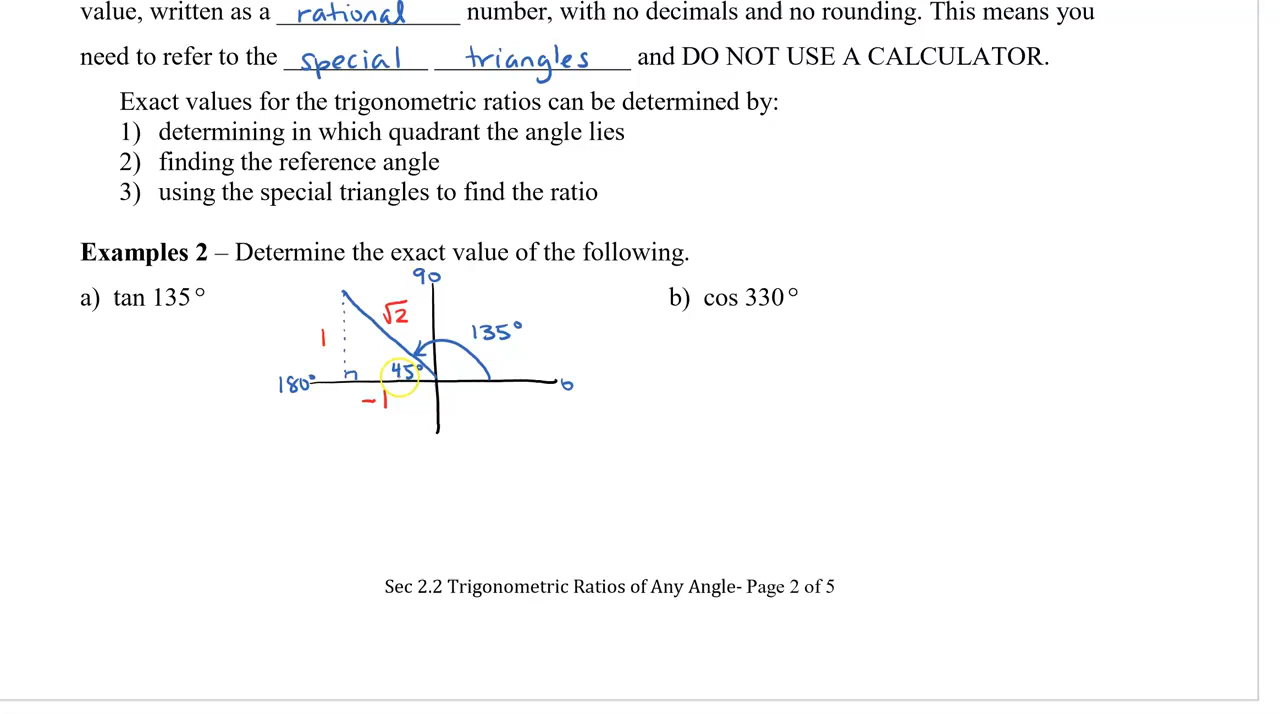 value, written as a rational number, with no decimals and no rounding. This means you
need to refer to the special triangles and DO NOT USE A CALCULATOR.
Exact values for the trigonometric ratios can be determined by:
1) determining in which quadrant the angle lies
2) finding the reference angle
3) using the special triangles to find the ratio
Examples 2 – Determine the exact value of the following.
90
a) tan 135°
b) cos 330°
√2
135°
1
45°
180°
0
-1
Sec 2.2 Trigonometric Ratios of Any Angle- Page 2 of 5